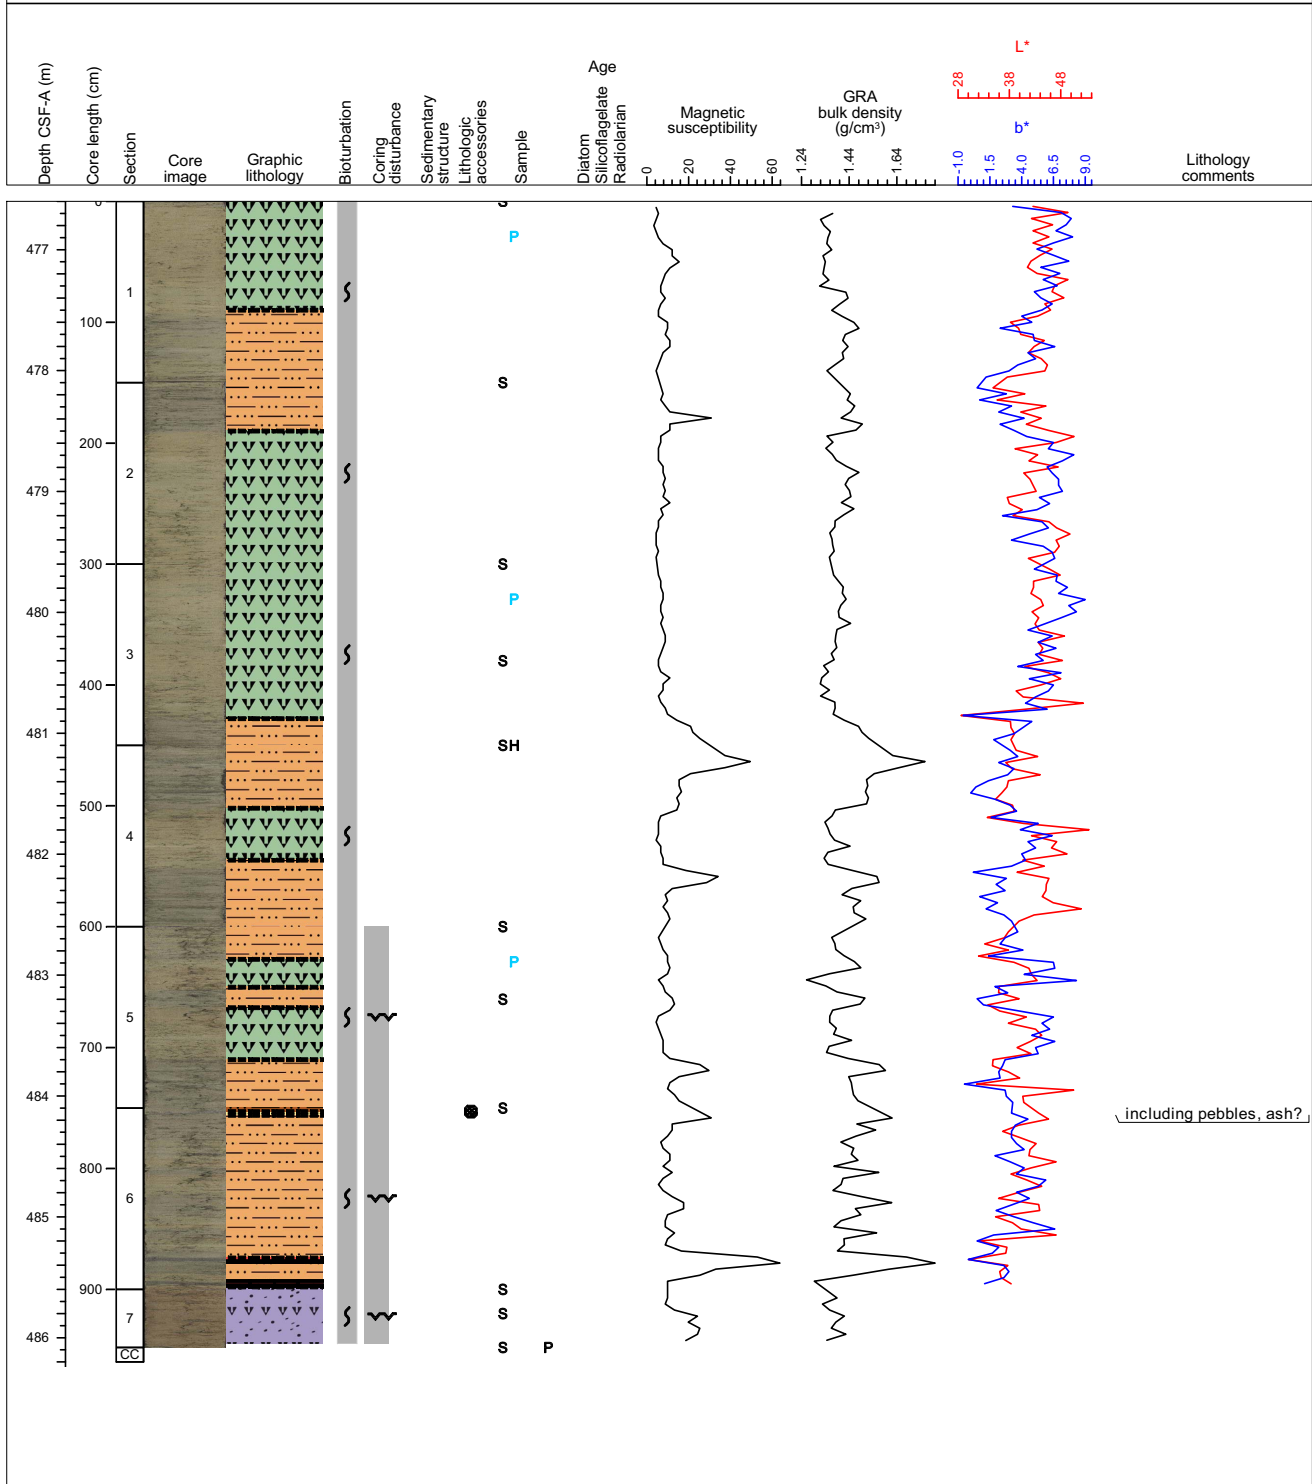 L*
28
38
48
b*
-1.0
1.5
4.0
6.5
9.0
Depth CSF-A (m)
Core length (cm)
Section
Core
image
Graphic
lithology
Bioturbation
Coring
disturbance
Sedimentary
structure
Lithologic
accessories
Sample
Age
Diatom
Silicoflagelate
Radiolarian
Magnetic
susceptibility
0
20
40
60
GRA
bulk density
(g/cm³)
1.24
1.44
1.64
Lithology
comments
0
S
P
477
1
100
478
S
200
2
479
300
S
P
480
3
S
400
481
SH
500
4
482
600
S
P
483
S
5
700
484
S
including pebbles, ash?
800
6
485
900
S
S
7
486
S P
CC